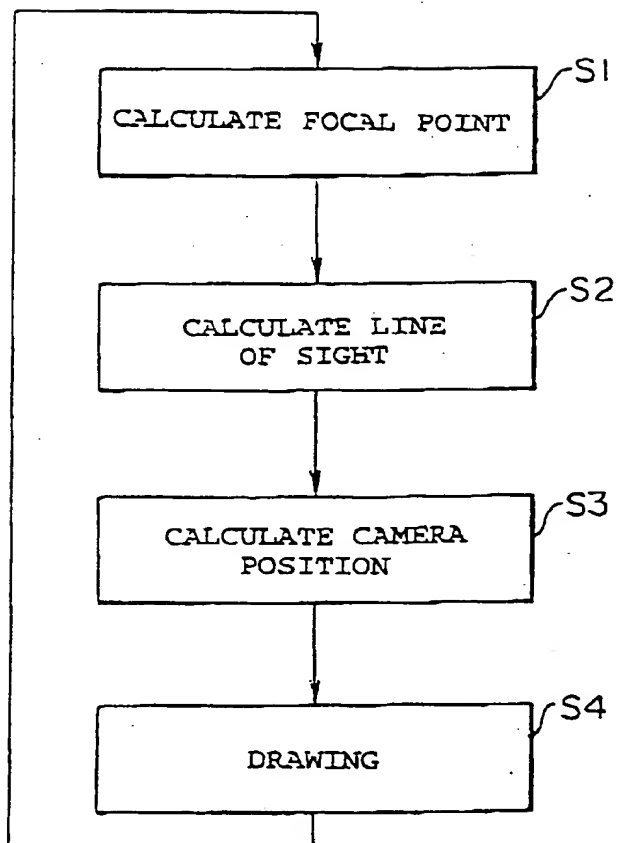 S1
CALCULATE FOCAL POINT
S2
CALCULATE LINE
OF SIGHT
S3
CALCULATE CAMERA
POSITION
S4
DRAWING